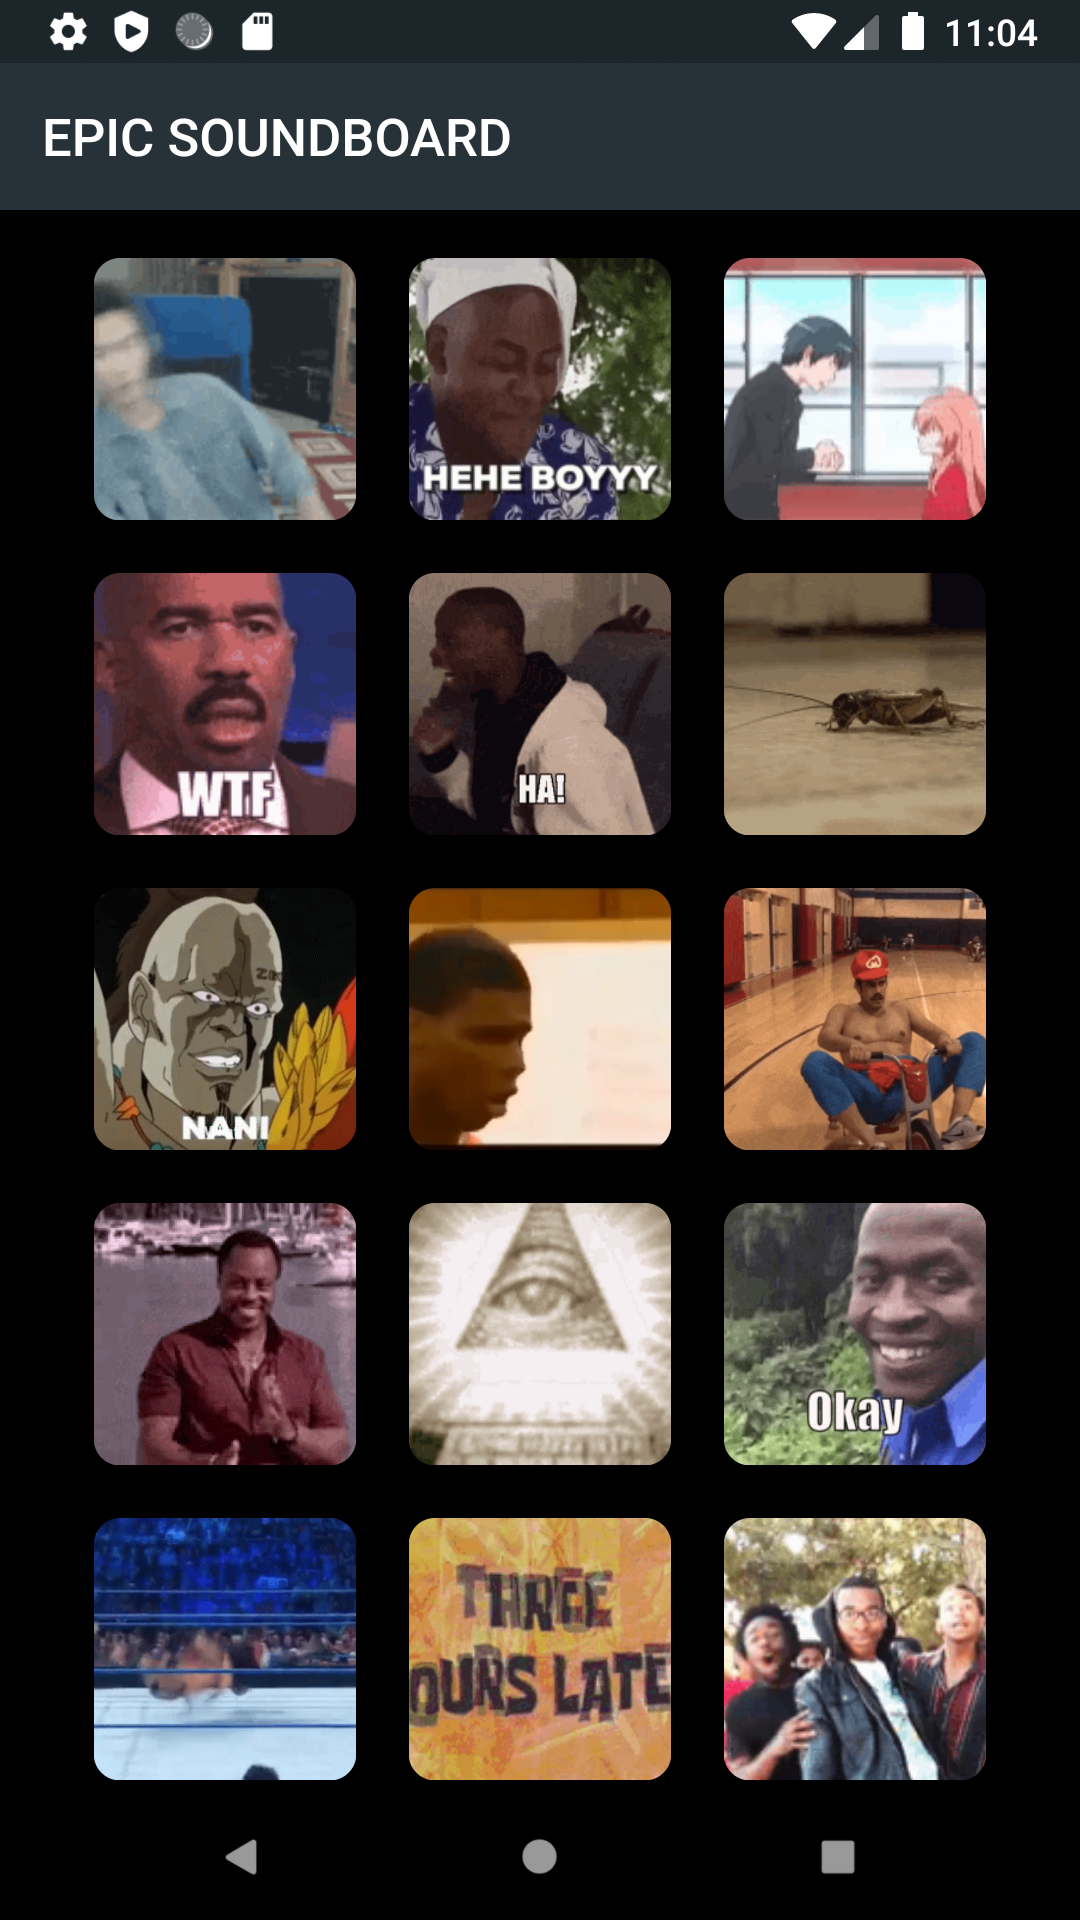 11:04
EPIC SOUNDBOARD
HEHE BOYYY
WTF
HA!
NANI
Okay
THREE
OURS LATE